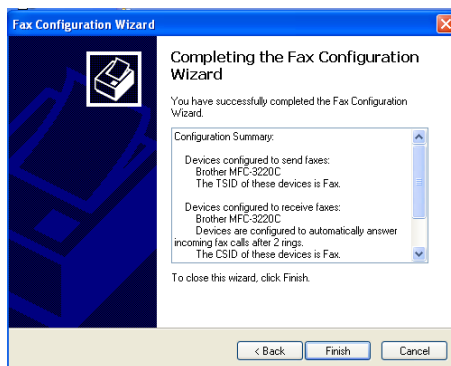 Fax Configuration Wizard
Completing the Fax Configuration
Wizard
You have successfully completed the Fax Configuration
Wizard.
Configuration Summary:
Devices configured to send faxes:
Brother MFC-3220C
The TSID of these devices is Fax.
Devices configured to receive faxes:
Brother MFC-3220C
Devices are configured to automatically answer
incoming fax calls after 2 rings.
The CSID of these devices is Fax.
To close this wizard, click Finish.
< Back
Finish
Cancel